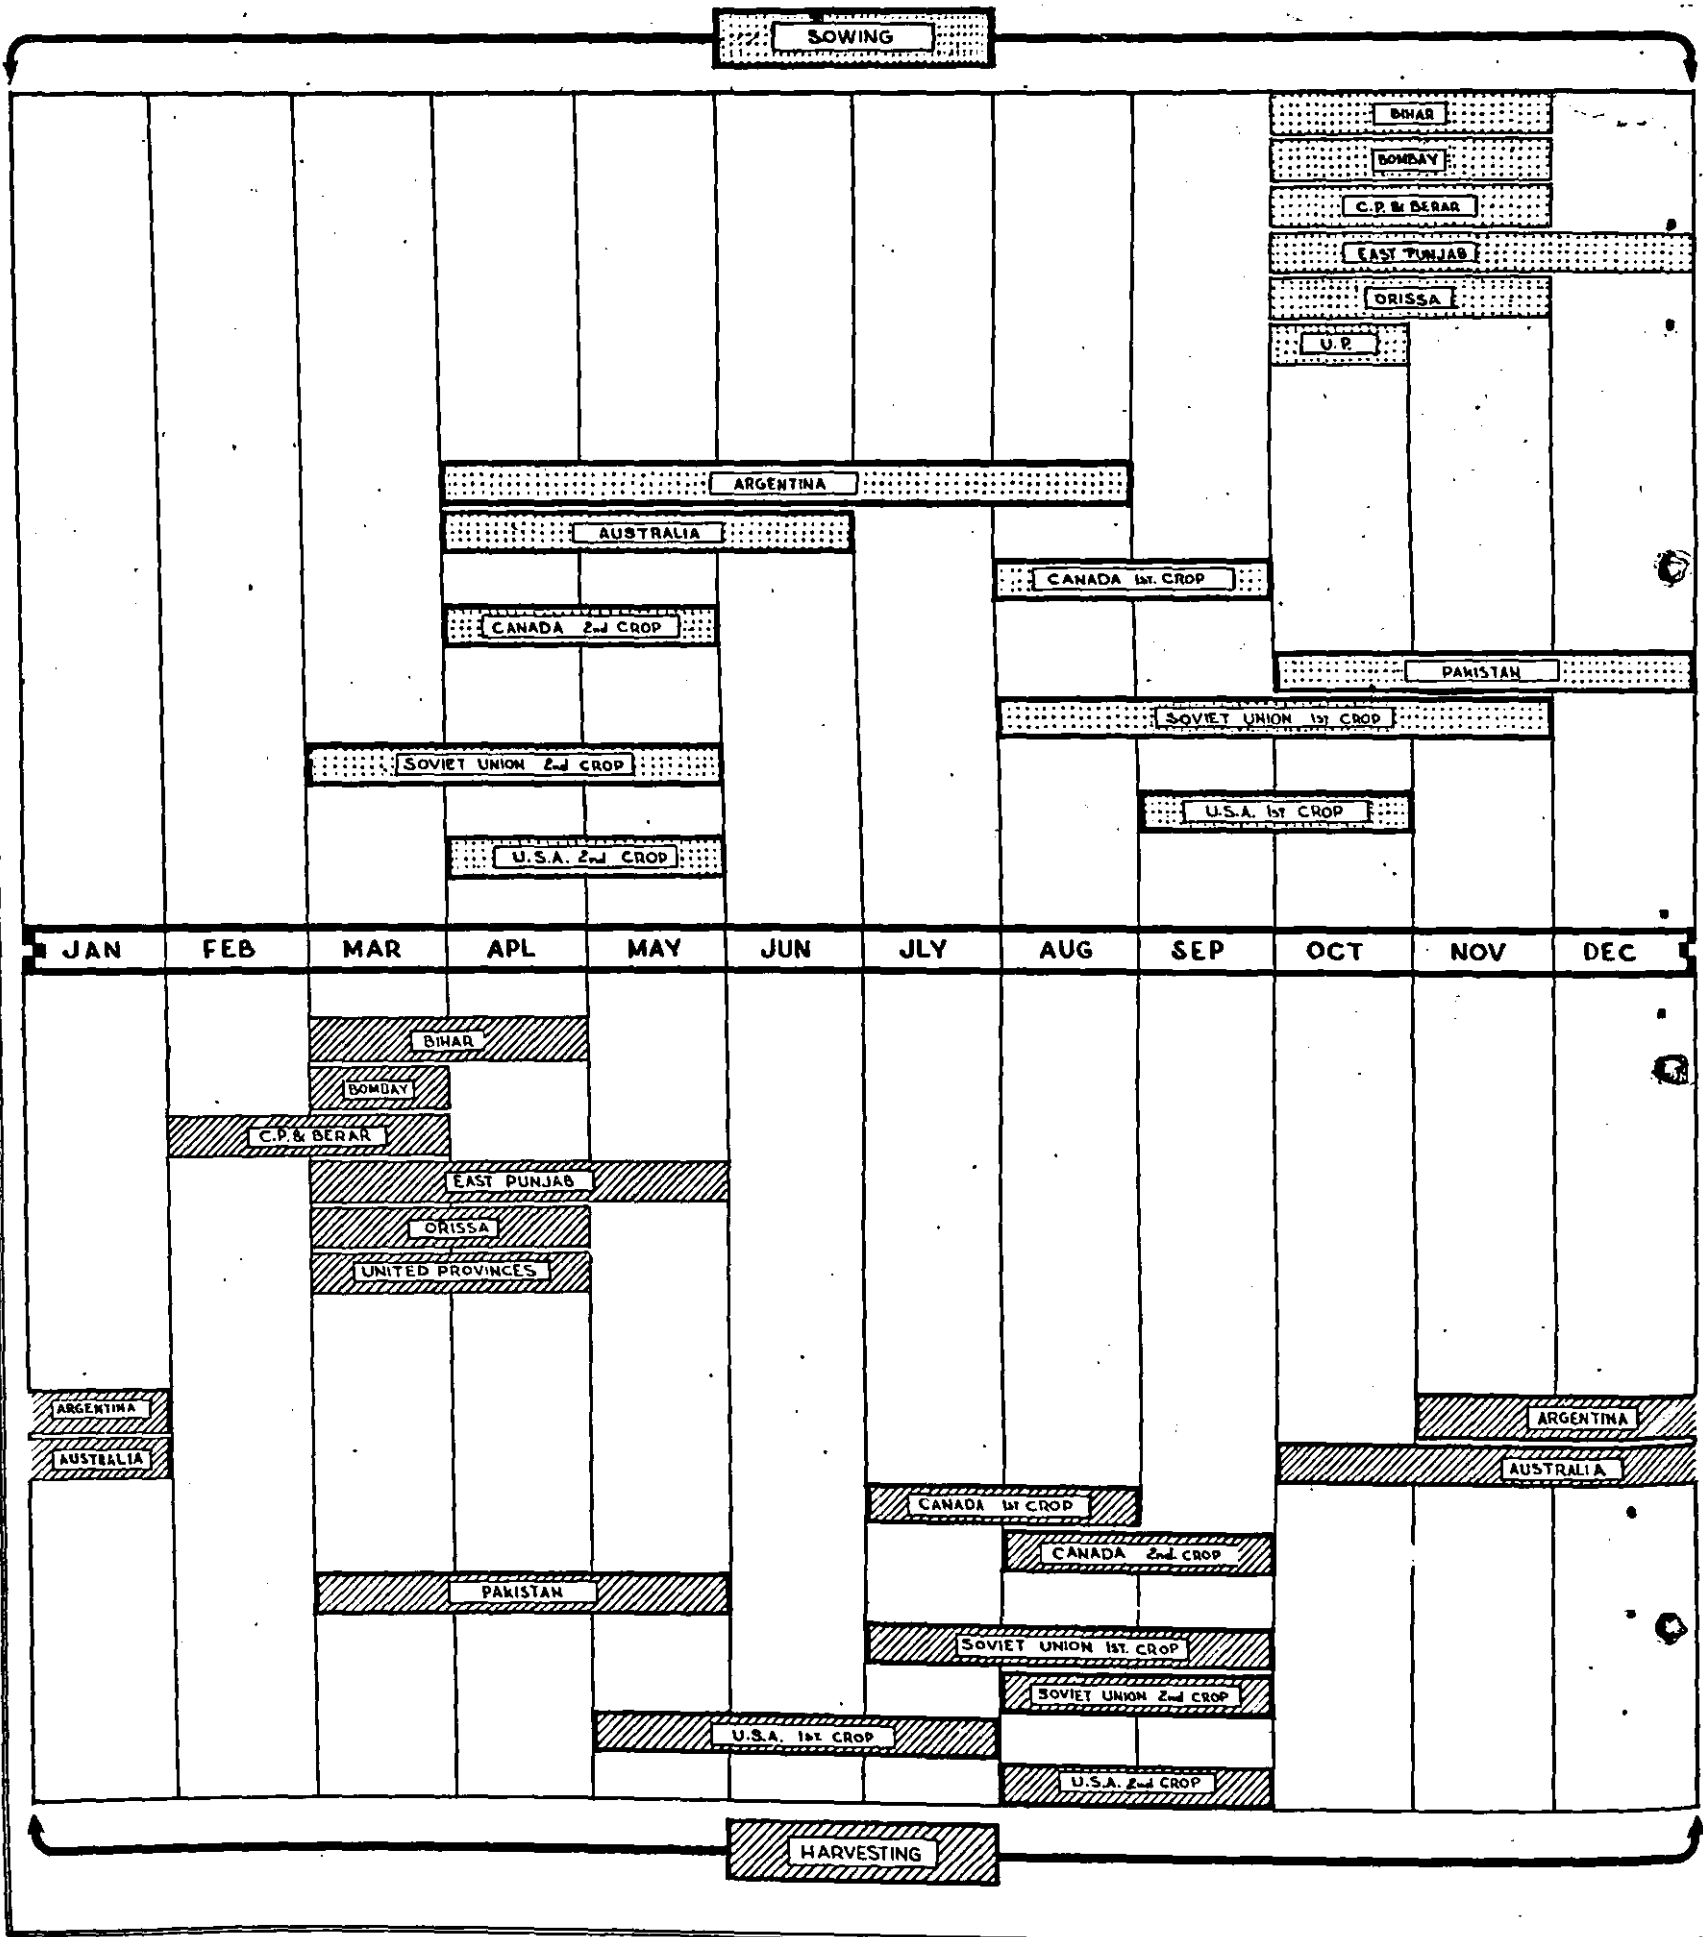 SOWING
BIHAR
BOMBAY
C.P. & BERAR
EAST PUNJAB
ORISSA
U.P.
ARGENTINA
AUSTRALIA
CANADA 1ST. CROP
CANADA 2nd CROP
PAKISTAN
SOVIET UNION 1ST CROP
SOVIET UNION 2nd CROP
U.S.A. 1ST CROP
U.S.A. 2nd CROP
JAN FEB MAR APL MAY JUN JLY AUG SEP OCT NOV DEC
BIHAR
BOMBAY
C.P. & BERAR
EAST PUNJAB
ORISSA
UNITED PROVINCES
ARGENTINA ARGENTINA
AUSTRALIA AUSTRALIA
CANADA 1ST CROP
CANADA 2nd CROP
PAKISTAN
SOVIET UNION 1ST. CROP
SOVIET UNION 2nd CROP
U.S.A. 1ST. CROP
U.S.A. 2nd CROP
HARVESTING